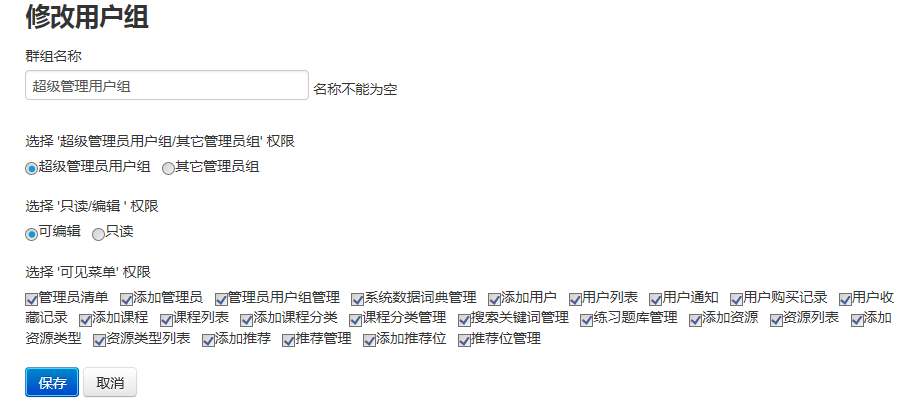 修改用户组
群组名称
超级管理用户组 名称不能为空
选择 '超级管理员用户组/其它管理员组' 权限
超级管理员用户组 其它管理员组
选择 '只读/编辑 ' 权限
可编辑 只读
选择 '可见菜单' 权限
管理员清单 添加管理员 管理员用户组管理 系统数据词典管理 添加用户 用户列表 用户通知 用户购买记录 用户收
藏记录 添加课程 课程列表 添加课程分类 课程分类管理 搜索关键词管理 练习题库管理 添加资源 资源列表 添加
资源类型 资源类型列表 添加推荐 推荐管理 添加推荐位 推荐位管理
保存 取消